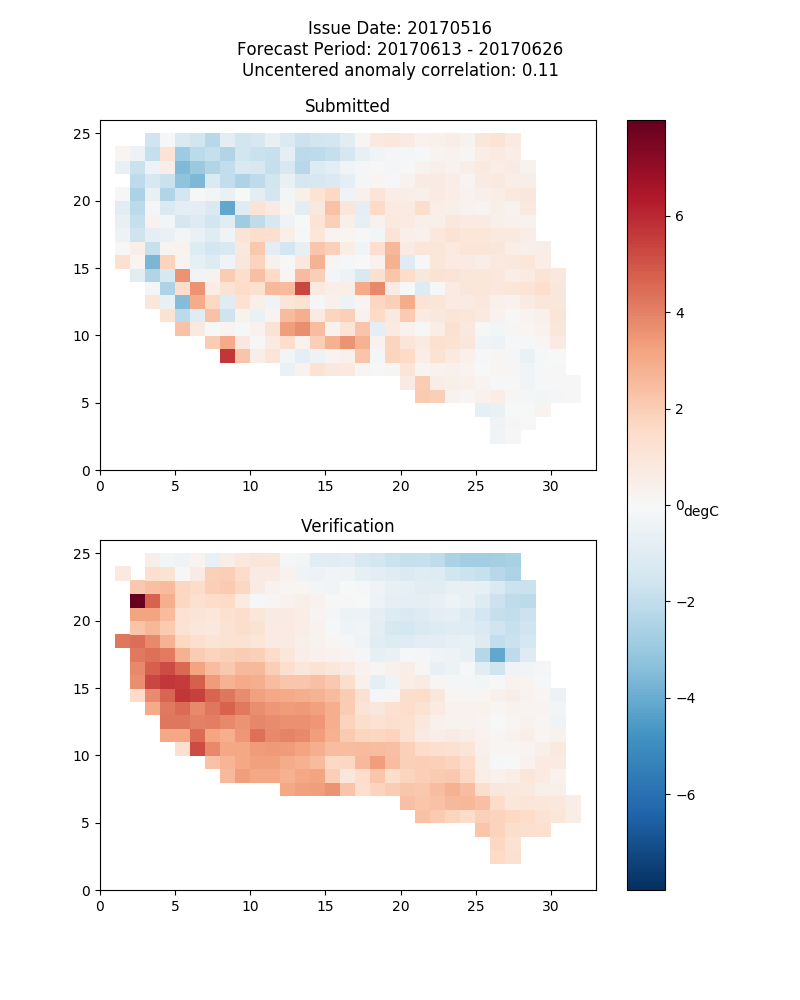 Issue Date: 20170516
Forecast Period: 20170613 - 20170626
Uncentered anomaly correlation: 0.11
Submitted
25
20
15
10
5
0
0 5 10 15 20 25 30
Verification
25
20
15
10
5
0
0 5 10 15 20 25 30
6
4
2
0
−2
−4
−6
degC